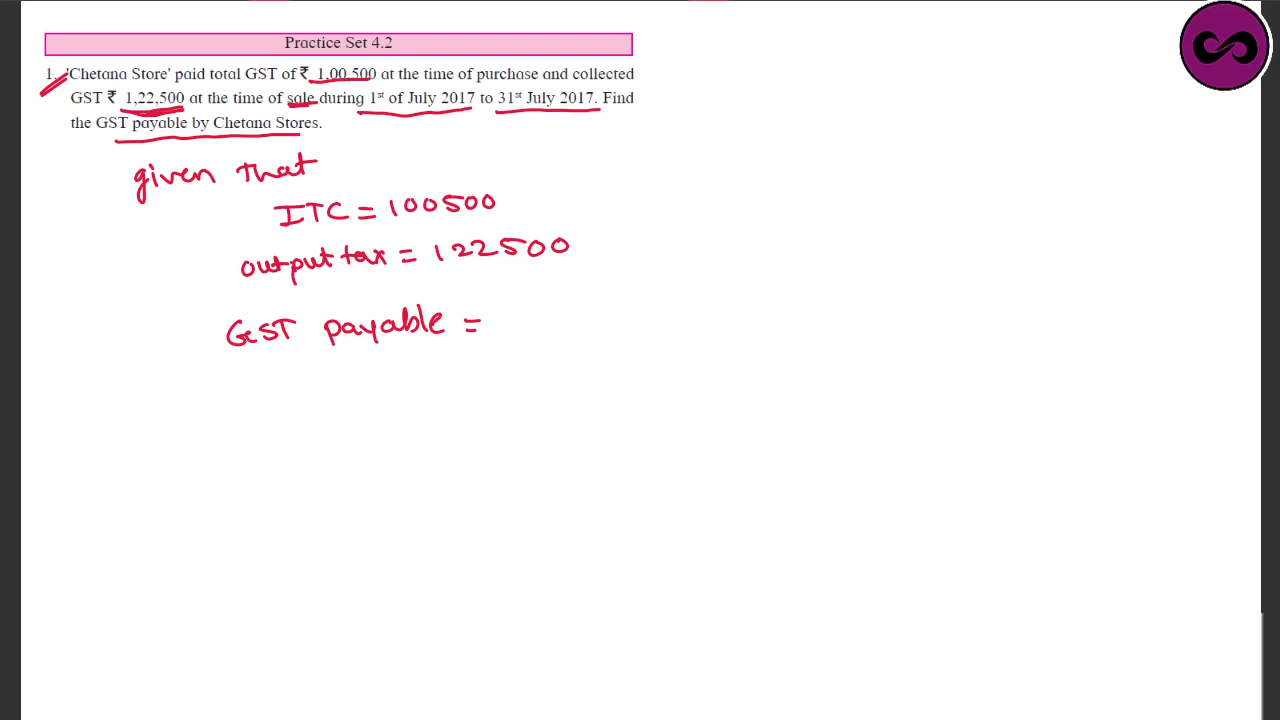 Practice Set 4.2
1. 'Chetana Store' paid total GST of ₹ 1,00,500 at the time of purchase and collected
GST ₹ 1,22,500 at the time of sale during 1st of July 2017 to 31st July 2017. Find
the GST payable by Chetana Stores.
given that
ITC = 100500
output tax = 122500
GST payable =